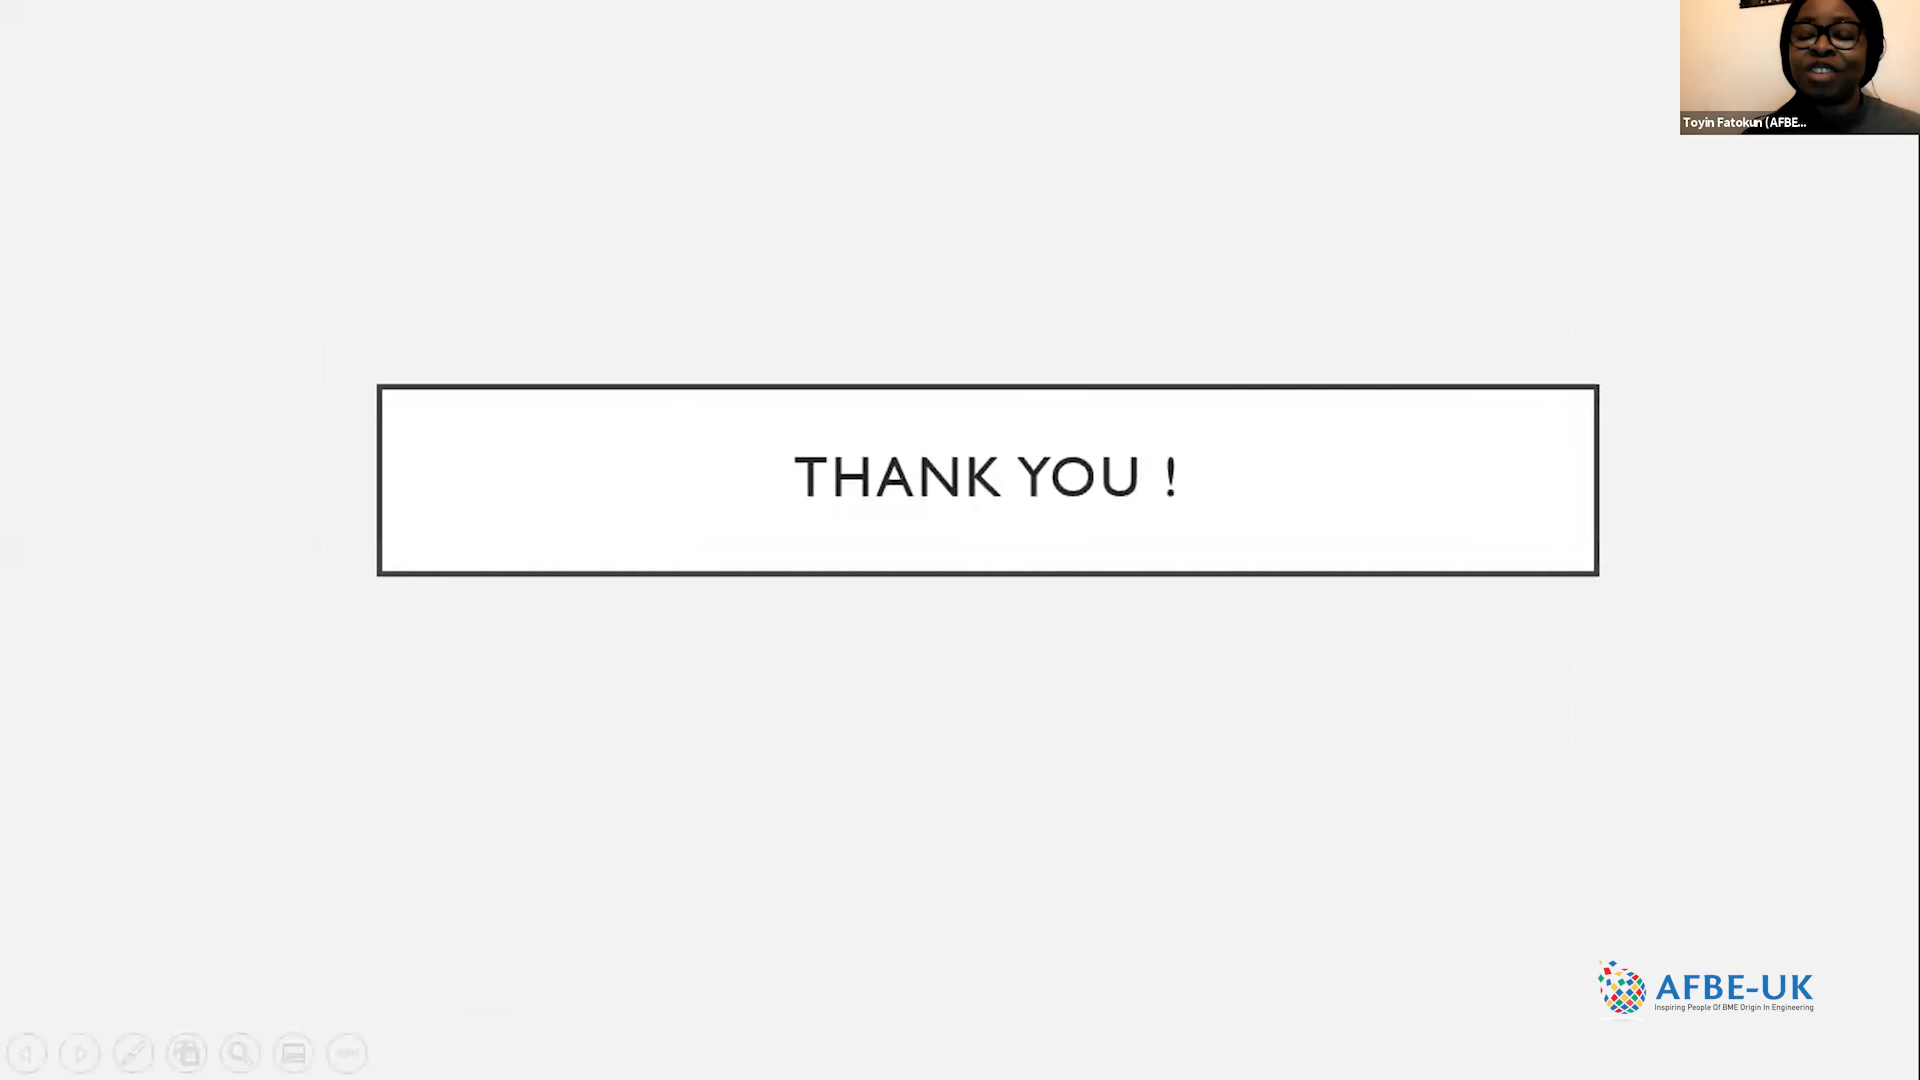 Toyin Fatokun (AFBE...
THANK YOU !
AFBE-UK
Inspiring People Of BME Origin In Engineering